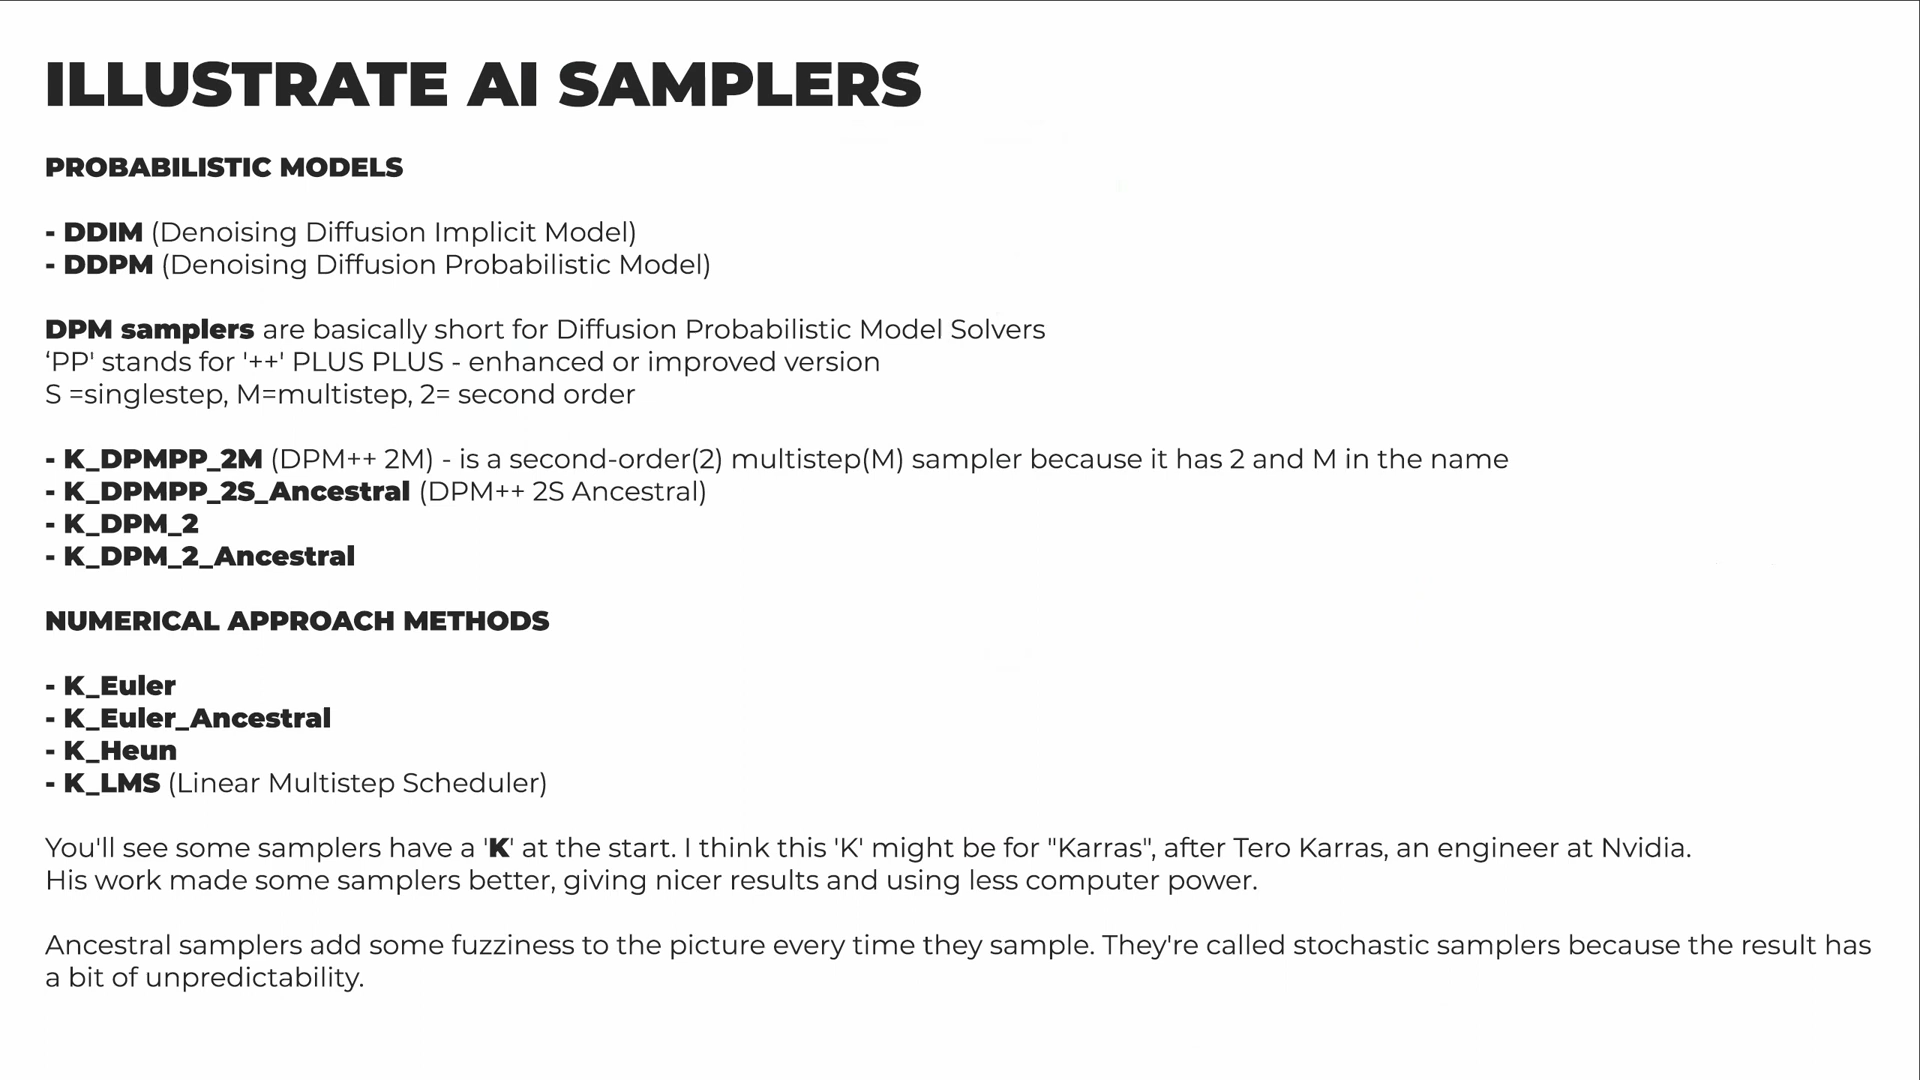 ILLUSTRATE AI SAMPLERS
PROBABILISTIC MODELS
- DDIM (Denoising Diffusion Implicit Model)
- DDPM (Denoising Diffusion Probabilistic Model)
DPM samplers are basically short for Diffusion Probabilistic Model Solvers
‘PP' stands for '++' PLUS PLUS - enhanced or improved version
S =singlestep, M=multistep, 2= second order
- K_DPMPP_2M (DPM++ 2M) - is a second-order(2) multistep(M) sampler because it has 2 and M in the name
- K_DPMPP_2S_Ancestral (DPM++ 2S Ancestral)
- K_DPM_2
- K_DPM_2_Ancestral
NUMERICAL APPROACH METHODS
- K_Euler
- K_Euler_Ancestral
- K_Heun
- K_LMS (Linear Multistep Scheduler)
You'll see some samplers have a 'K' at the start. I think this 'K' might be for "Karras", after Tero Karras, an engineer at Nvidia.
His work made some samplers better, giving nicer results and using less computer power.
Ancestral samplers add some fuzziness to the picture every time they sample. They're called stochastic samplers because the result has
a bit of unpredictability.